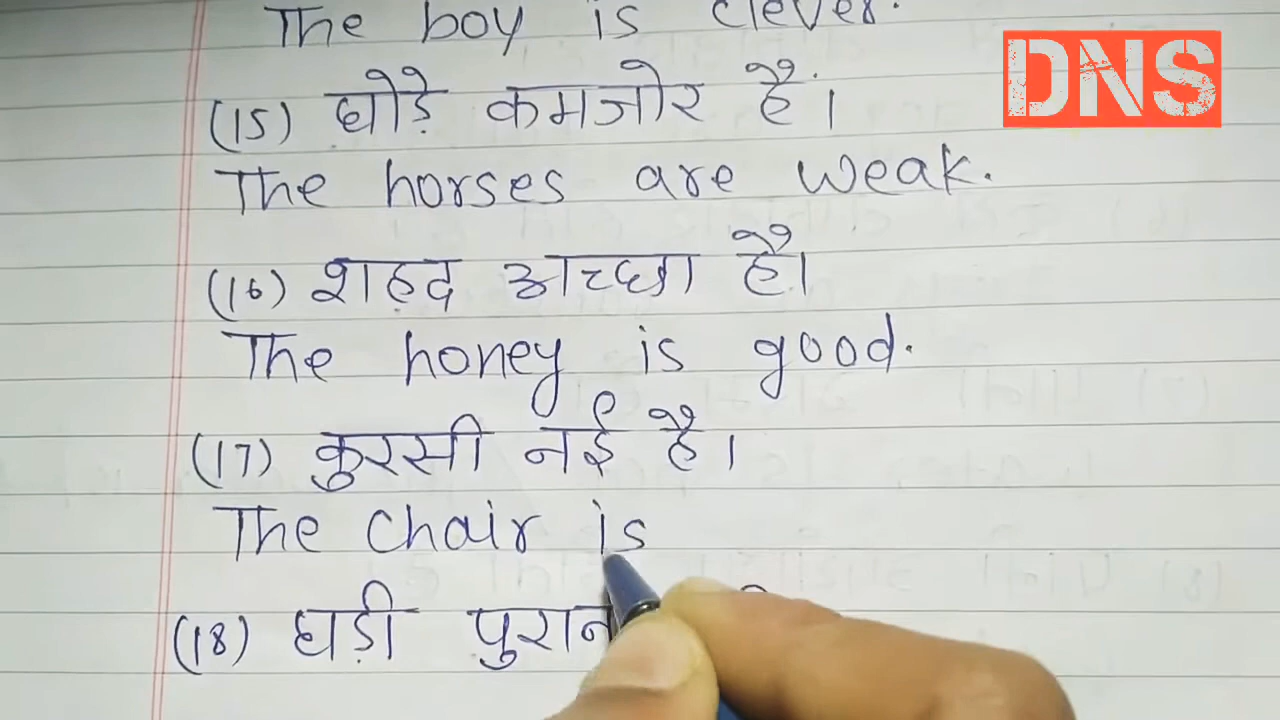 The boy is clever.
DNS
(15) घोड़े कमजोर हैं।
The horses are weak.
(16) शहद अच्छा है।
The honey is good.
(17) कुरसी नई है।
The chair is
(18) घड़ी